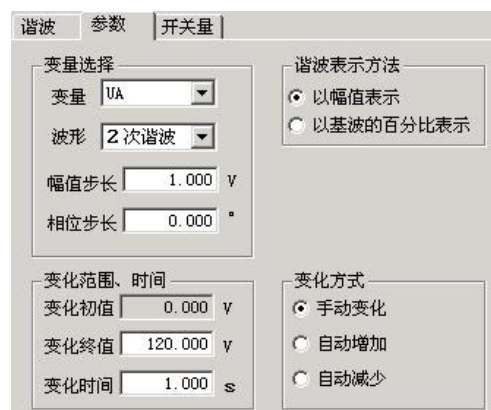 谐波 参数 开关量
变量选择
变量 UA
波形 2次谐波
幅值步长 1.000 V
相位步长 0.000 °
谐波表示方法
以幅值表示
以基波的百分比表示
变化范围、时间
变化初值 0.000 V
变化终值 120.000 V
变化时间 1.000 s
变化方式
手动变化
自动增加
自动减少